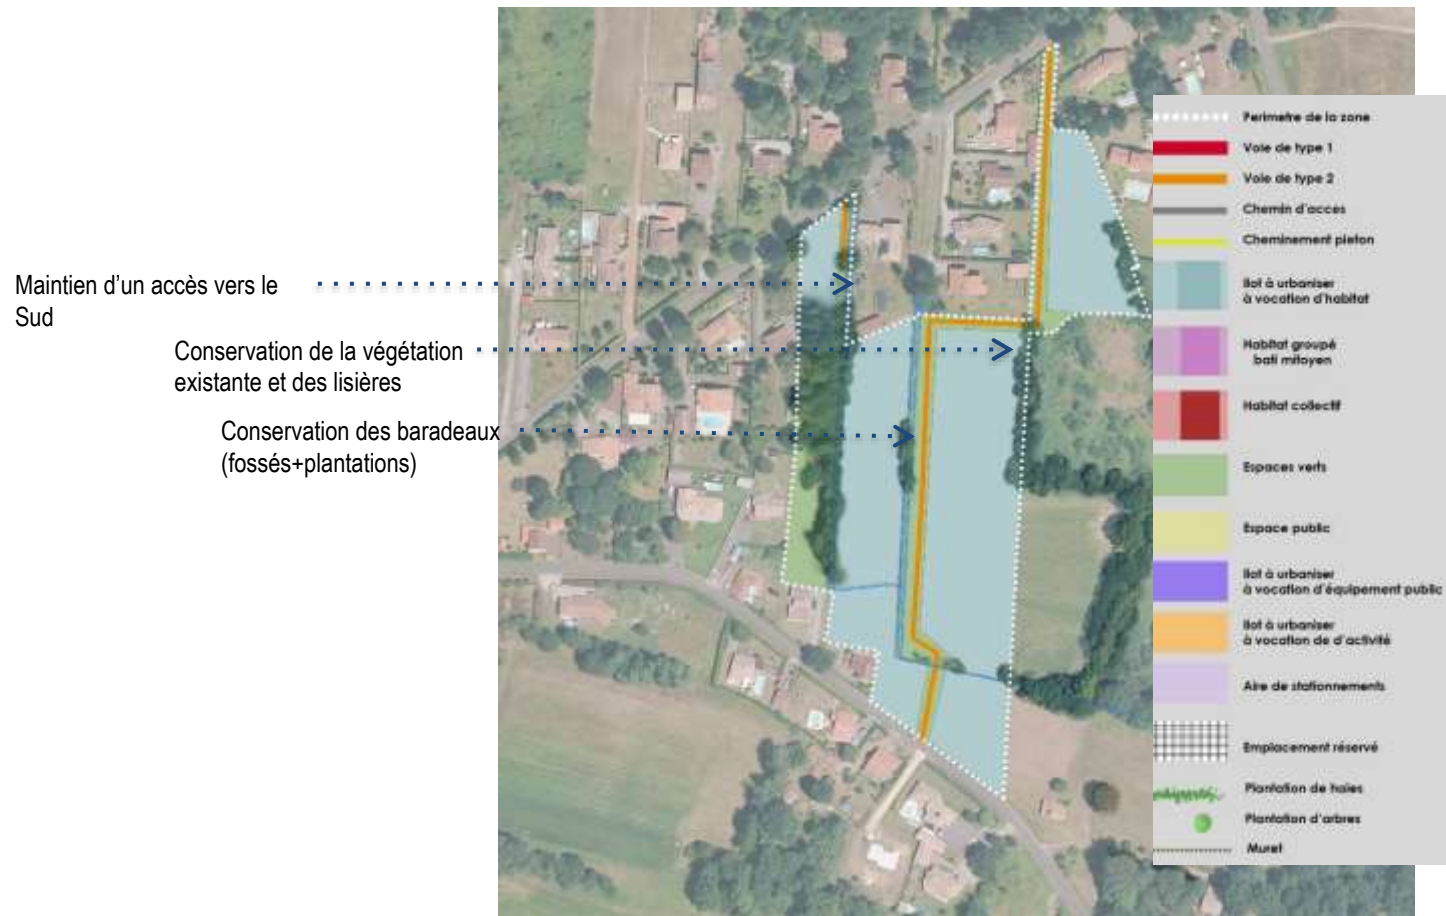 Maintien d'un accès vers le
Sud
Conservation de la végétation
existante et des lisières
Conservation des baradeaux
(fossés+plantations)
Perimetre de la zone
Voie de type 1
Voie de type 2
Chemin d'acces
Cheminement pieton
Ilot à urbaniser
à vocation d'habitat
Habitat groupé
bati mitoyen
Habitat collectif
Espaces verts
Espace public
Ilot à urbaniser
à vocation d'équipement public
Ilot à urbaniser
à vocation de d'activité
Aire de stationnements
Emplacement réservé
Plantation de haies
Plantation d'arbres
Muret